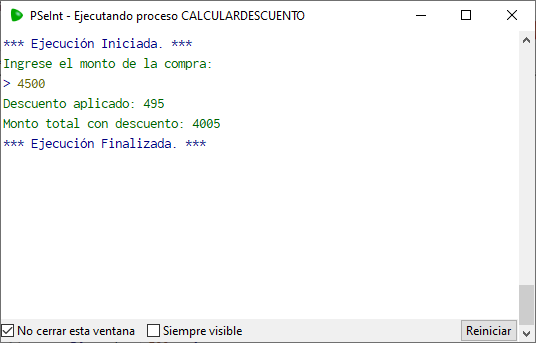 PSeInt - Ejecutando proceso CALCULARDESCUENTO
*** Ejecución Iniciada. ***
Ingrese el monto de la compra:
> 4500
Descuento aplicado: 495
Monto total con descuento: 4005
*** Ejecución Finalizada. ***
No cerrar esta ventana Siempre visible Reiniciar